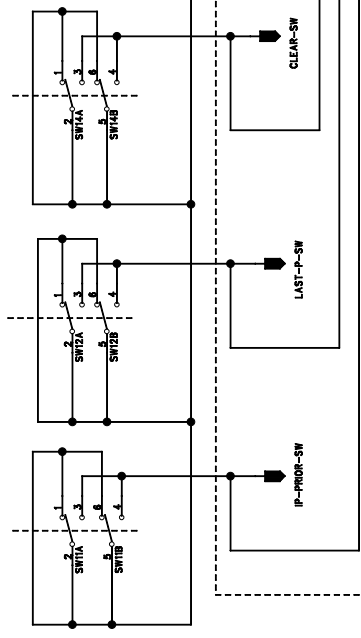 1
3
6
4
2
SW14A
5
SW14B
CLEAR-SW
1
3
6
4
2
SW12A
5
SW12B
LAST-P-SW
1
3
6
4
2
SW11A
5
SW11B
IP-PRIOR-SW